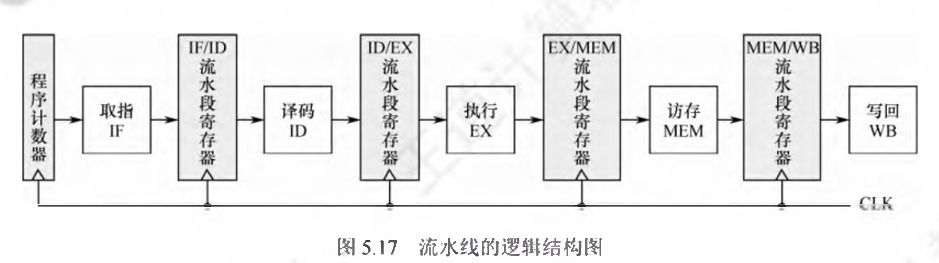 程序计数器
取指
IF
IF/ID
流水段寄存器
译码
ID
ID/EX
流水段寄存器
执行
EX
EX/MEM
流水段寄存器
访存
MEM
MEM/WB
流水段寄存器
写回
WB
CLK
图 5.17 流水线的逻辑结构图